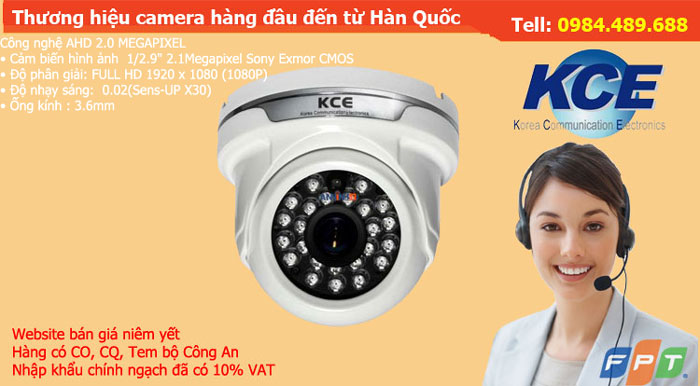 Thương hiệu camera hàng đầu đến từ Hàn Quốc
Tell: 0984.489.688
Công nghệ AHD 2.0 MEGAPIXEL
• Cảm biến hình ảnh 1/2.9" 2.1Megapixel Sony Exmor CMOS
• Độ phân giải: FULL HD 1920 x 1080 (1080P)
• Độ nhạy sáng: 0.02(Sens-UP X30)
• Ống kính : 3.6mm
KCE
Korea Communication Electronics
KCE
Korea Communication Electronics
Website bán giá niêm yết
Hàng có CO, CQ, Tem bộ Công An
Nhập khẩu chính ngạch đã có 10% VAT
FPT